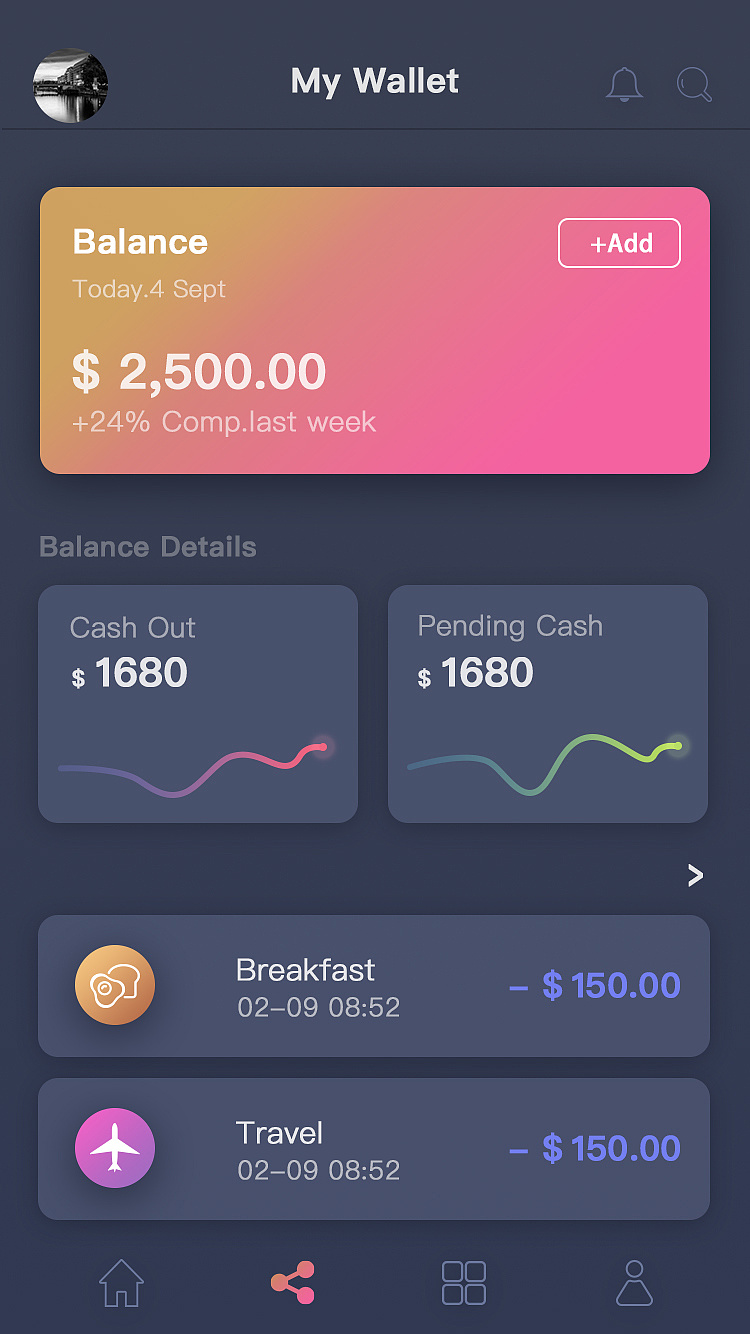 My Wallet
Balance
+Add
Today.4 Sept
$ 2,500.00
+24% Comp.last week
Balance Details
Cash Out
$ 1680
Pending Cash
$ 1680
>
Breakfast
02–09 08:52
– $ 150.00
Travel
02–09 08:52
– $ 150.00